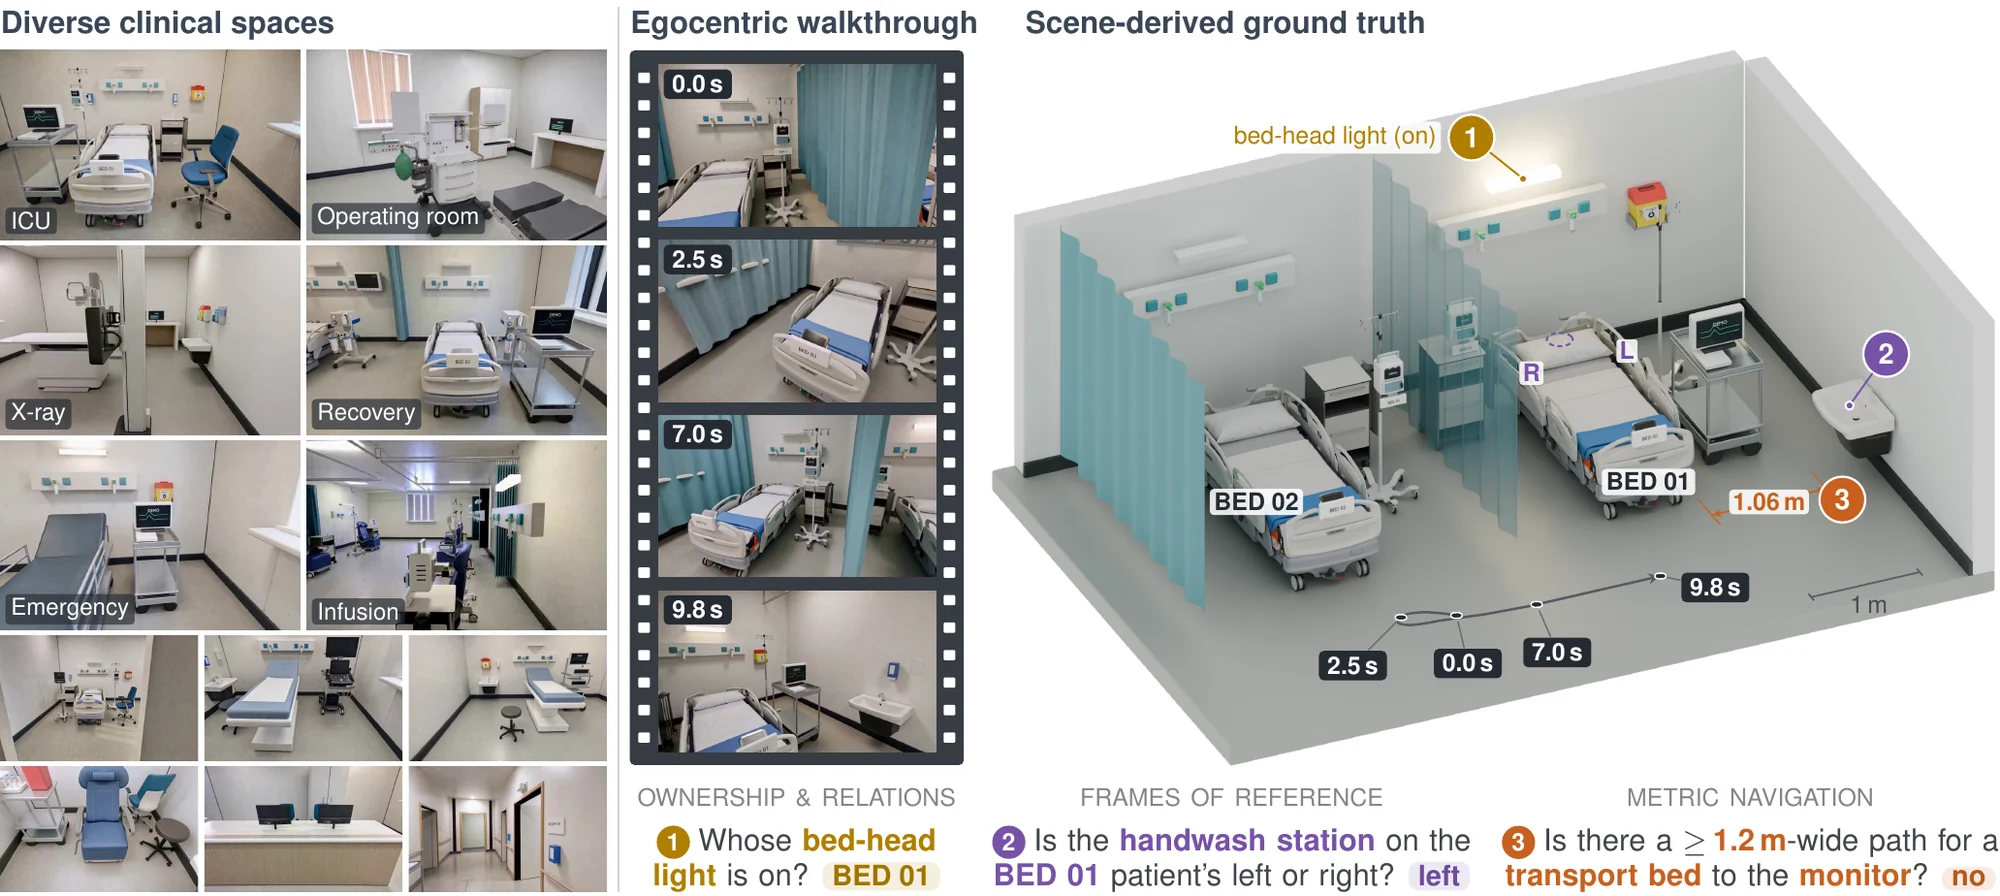 Diverse clinical spaces
ICU
Operating room
X-ray
Recovery
Emergency
Infusion
Egocentric walkthrough
0.0 s
2.5 s
7.0 s
9.8 s
Scene-derived ground truth
bed-head light (on) 1
2
R
L
BED 02
BED 01
1.06 m 3
9.8 s
1 m
2.5 s
0.0 s
7.0 s
OWNERSHIP & RELATIONS
1 Whose bed-head
light is on? BED 01
FRAMES OF REFERENCE
2 Is the handwash station on the
BED 01 patient's left or right? left
METRIC NAVIGATION
3 Is there a ≥ 1.2 m-wide path for a
transport bed to the monitor? no